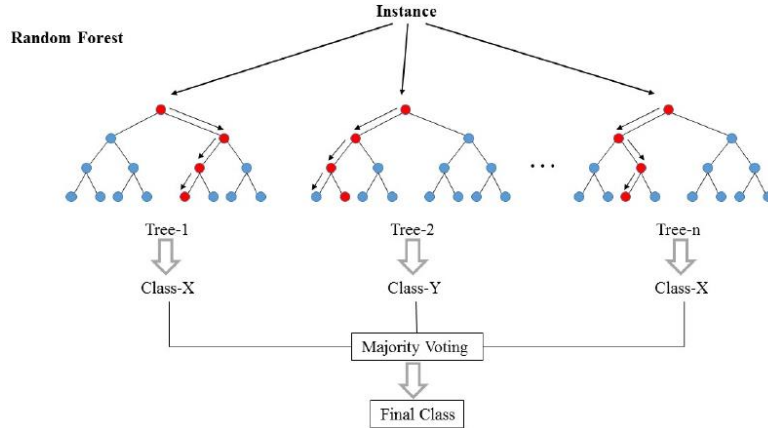 Instance
Random Forest
...
Tree-1 Tree-2 Tree-n
Class-X Class-Y Class-X
Majority Voting
Final Class